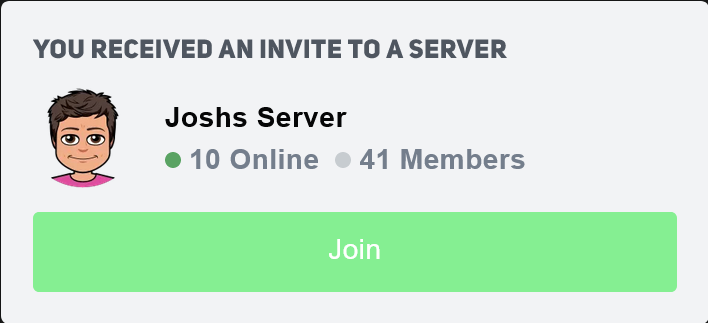 YOU RECEIVED AN INVITE TO A SERVER
Joshs Server
10 Online 41 Members
Join